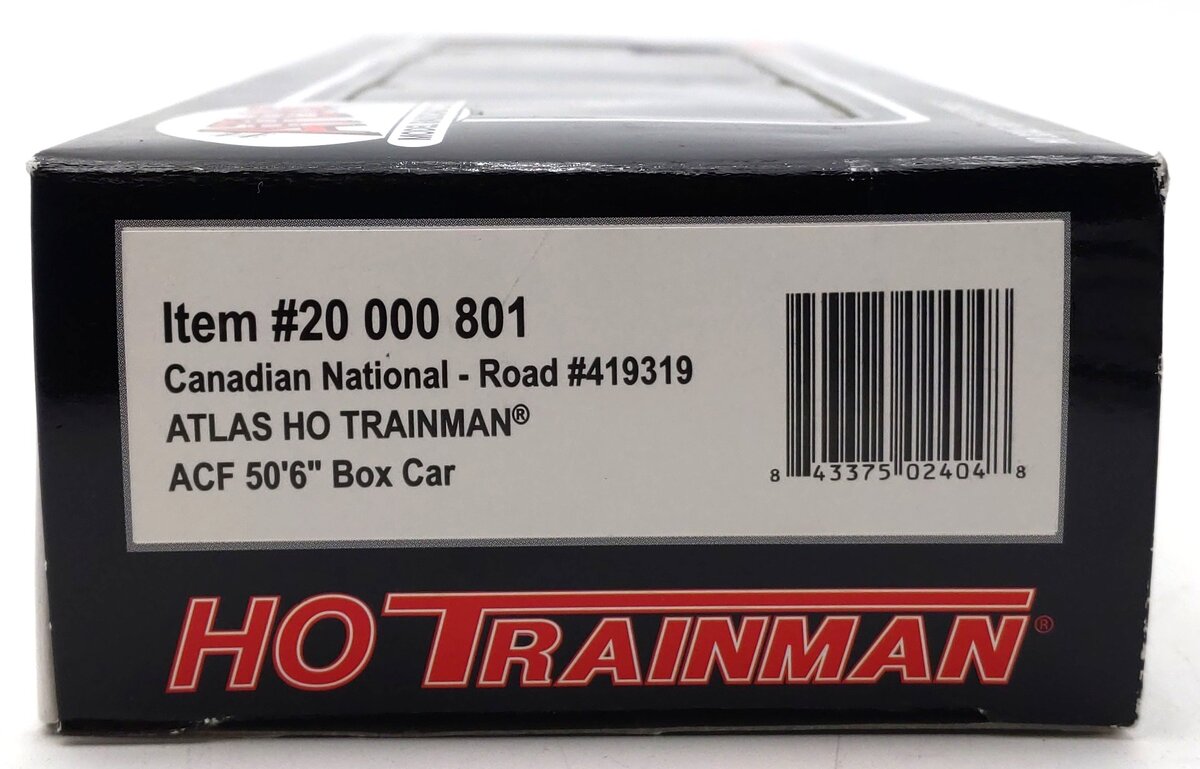 Item #20 000 801
Canadian National - Road #419319
ATLAS HO TRAINMAN®
ACF 50'6" Box Car
8 43375 02404 8
HO TRAINMAN®